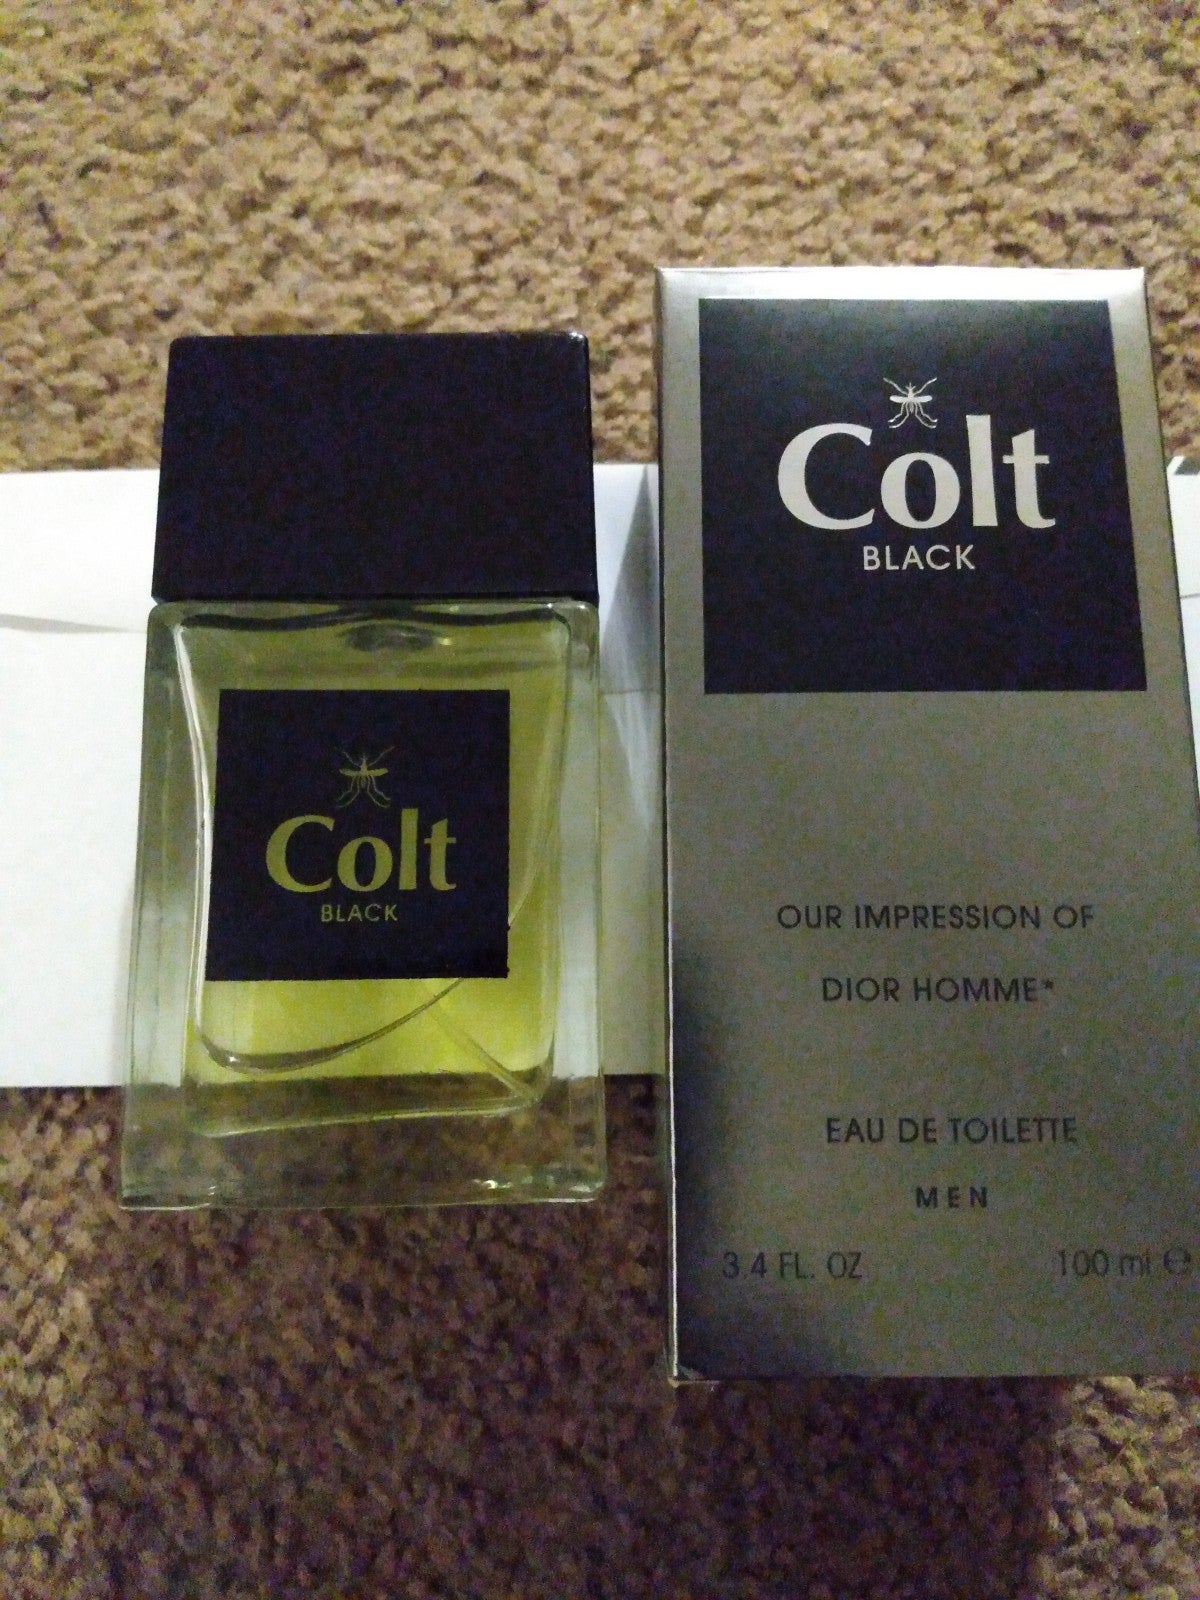 Colt
BLACK
Colt
BLACK
OUR IMPRESSION OF
DIOR HOMME*
EAU DE TOILETTE
MEN
3.4 FL. OZ
100 ml ℮